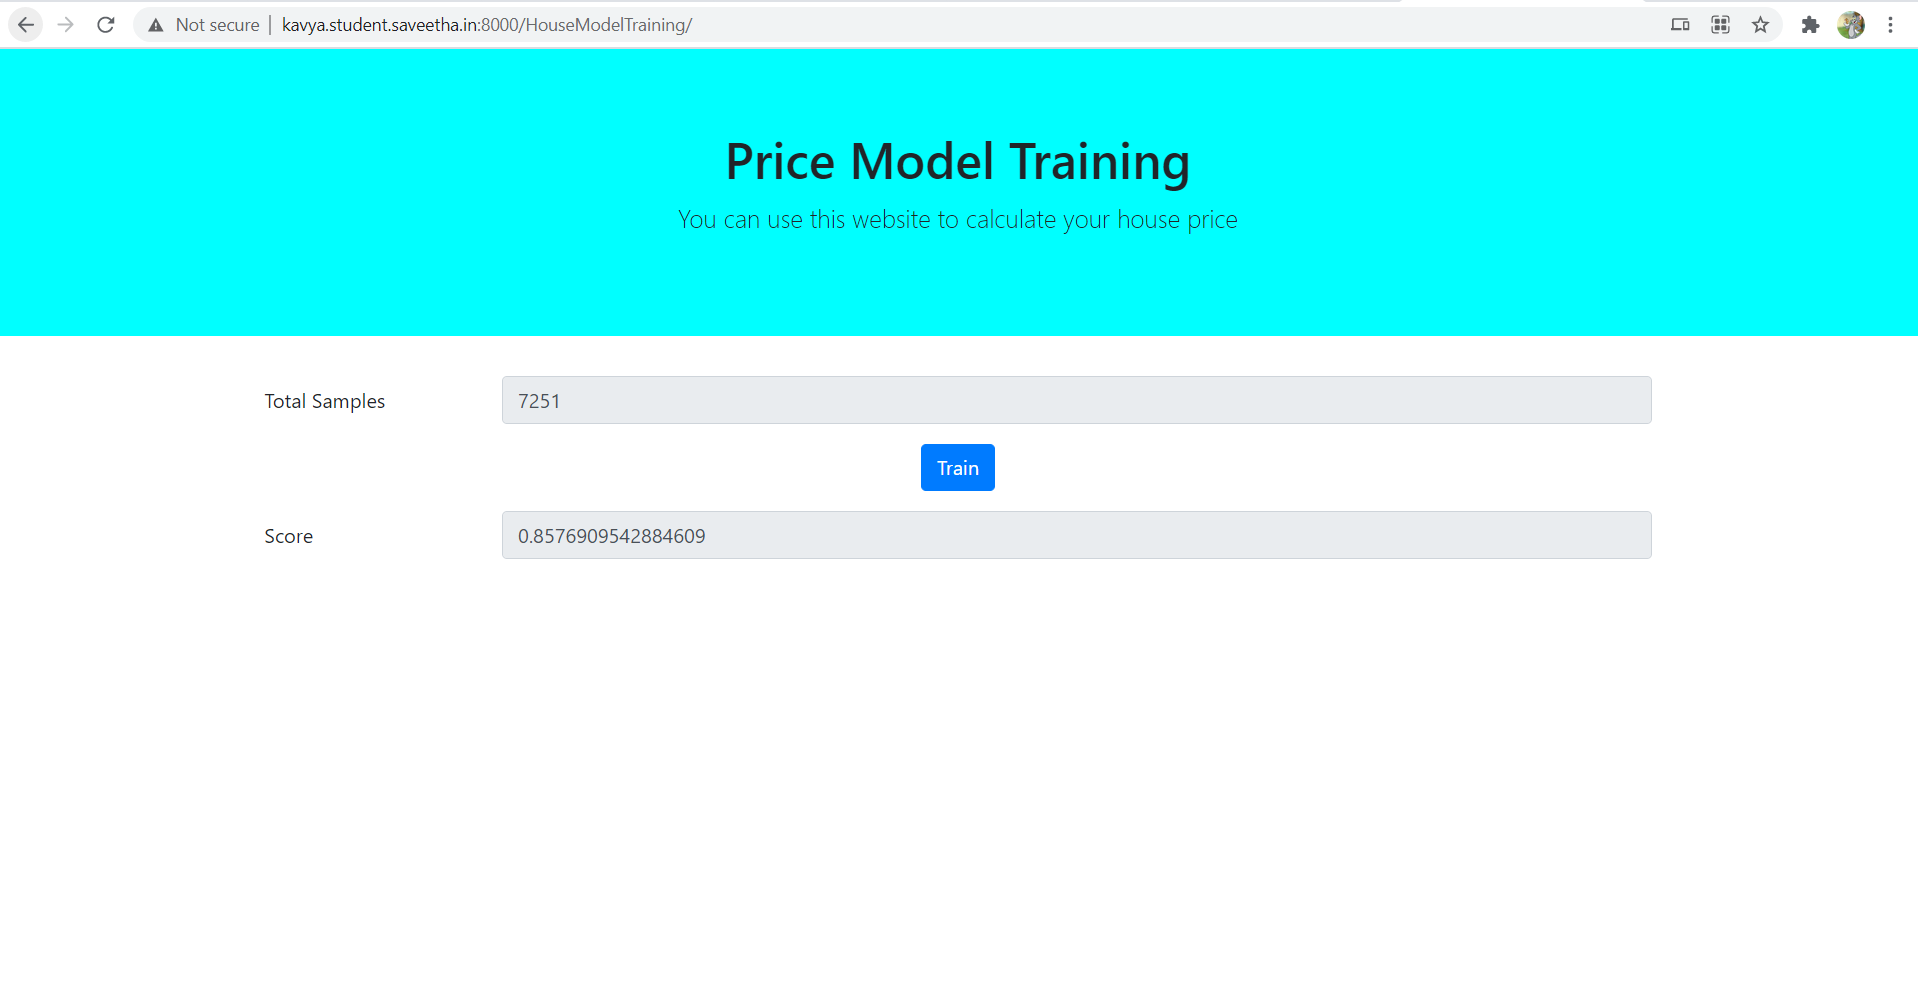 Not secure | kavya.student.saveetha.in:8000/HouseModelTraining/
Price Model Training
You can use this website to calculate your house price
Total Samples 7251
Train
Score 0.8576909542884609